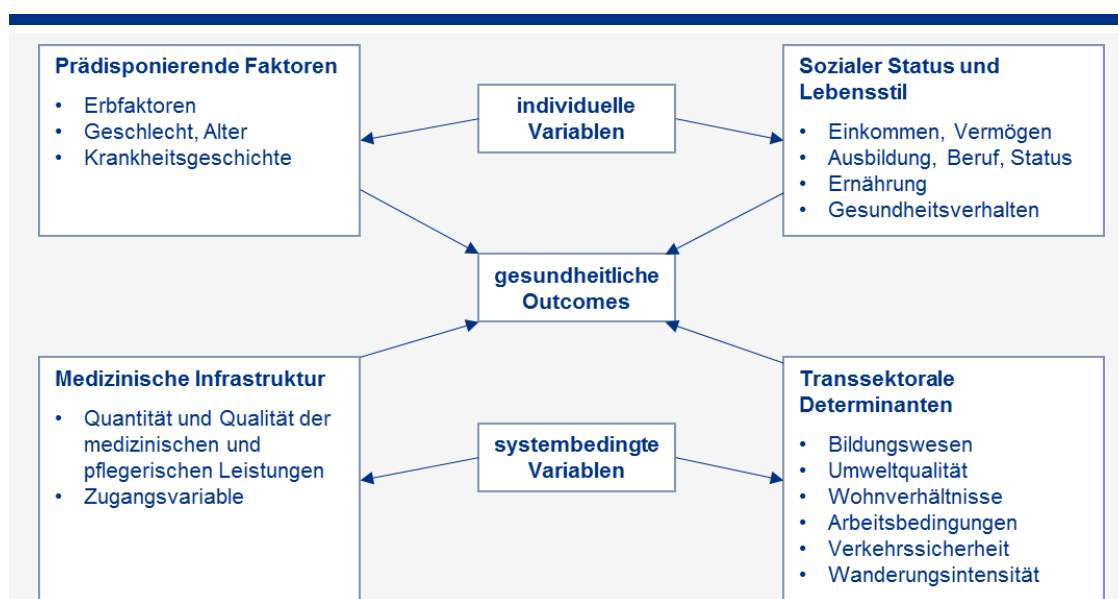 Prädisponierende Faktoren
• Erbfaktoren
• Geschlecht, Alter
• Krankheitsgeschichte
individuelle
Variablen
Sozialer Status und
Lebensstil
• Einkommen, Vermögen
• Ausbildung, Beruf, Status
• Ernährung
• Gesundheitsverhalten
gesundheitliche
Outcomes
Medizinische Infrastruktur
• Quantität und Qualität der
medizinischen und
pflegerischen Leistungen
• Zugangsvariable
systembedingte
Variablen
Transsektorale
Determinanten
• Bildungswesen
• Umweltqualität
• Wohnverhältnisse
• Arbeitsbedingungen
• Verkehrssicherheit
• Wanderungsintensität